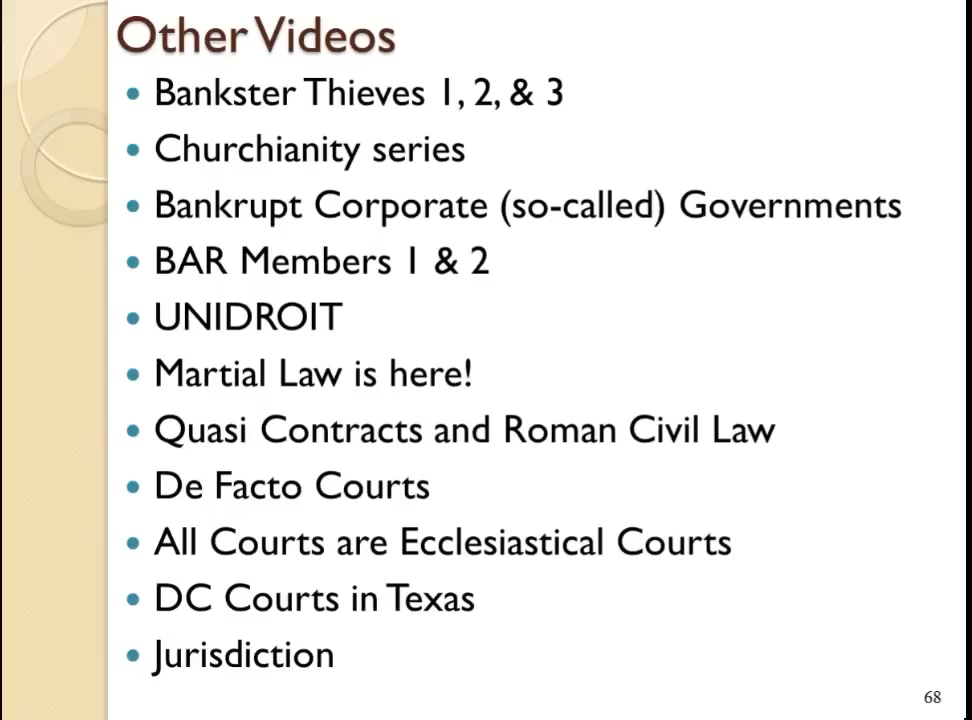 Other Videos
Bankster Thieves 1, 2, & 3
Churchianity series
Bankrupt Corporate (so-called) Governments
BAR Members 1 & 2
UNIDROIT
Martial Law is here!
Quasi Contracts and Roman Civil Law
De Facto Courts
All Courts are Ecclesiastical Courts
DC Courts in Texas
Jurisdiction
68